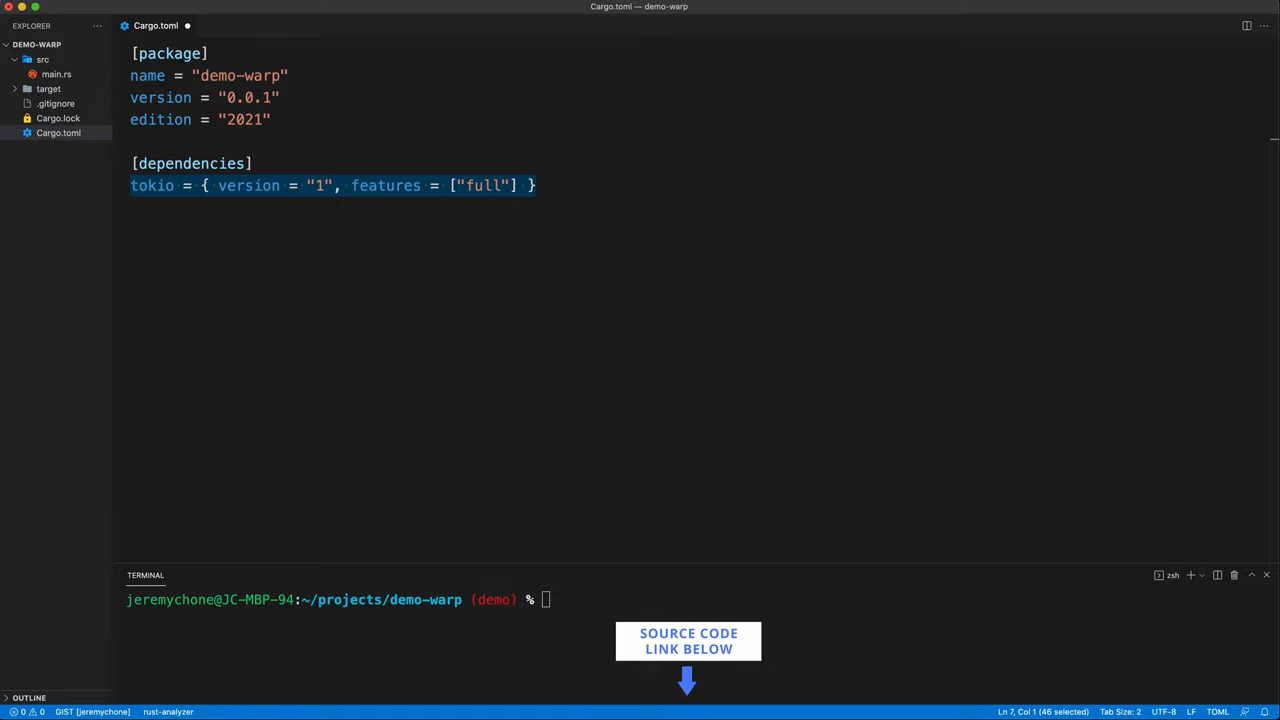 Cargo.toml — demo-warp
EXPLORER
Cargo.toml
DEMO-WARP
src
main.rs
target
.gitignore
Cargo.lock
Cargo.toml
[package]
name = "demo-warp"
version = "0.0.1"
edition = "2021"
[dependencies]
tokio = { version = "1", features = ["full"] }
TERMINAL
zsh
jeremychone@JC-MBP-94:~/projects/demo-warp (demo) %
SOURCE CODE
LINK BELOW
OUTLINE
0 0 GIST [jeremychone] rust-analyzer
Ln 7, Col 1 (46 selected) Tab Size: 2 UTF-8 LF TOML